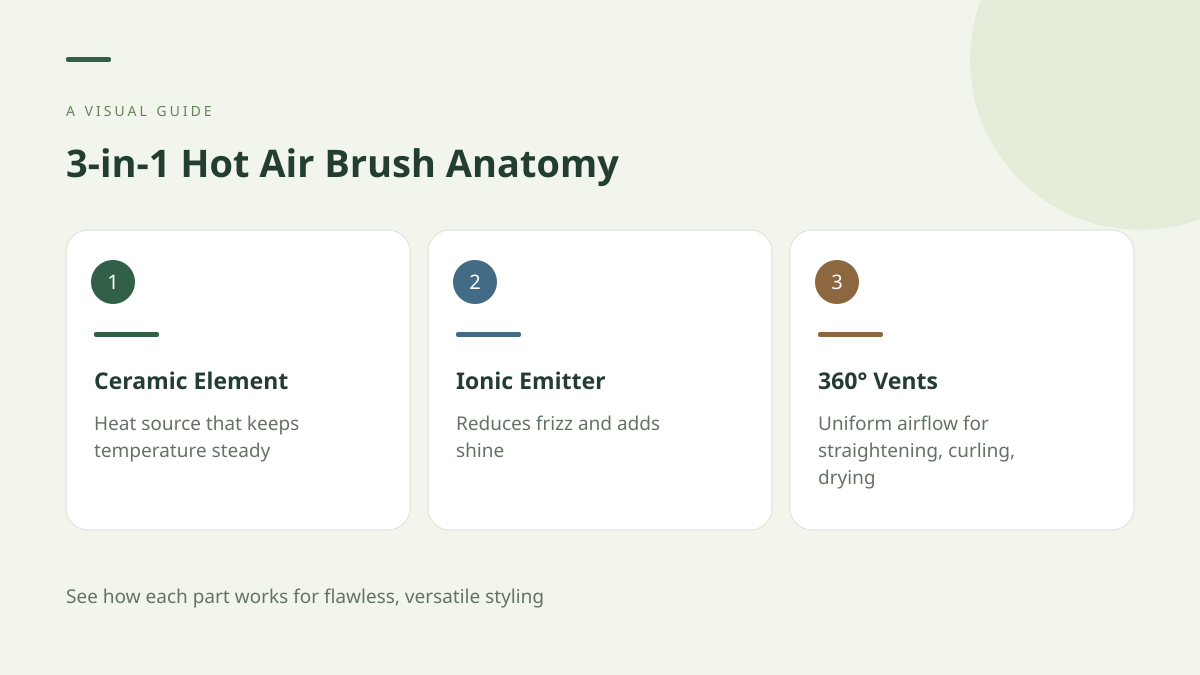 A VISUAL GUIDE
3-in-1 Hot Air Brush Anatomy
1
Ceramic Element
Heat source that keeps
temperature steady
2
Ionic Emitter
Reduces frizz and adds
shine
3
360° Vents
Uniform airflow for
straightening, curling,
drying
See how each part works for flawless, versatile styling